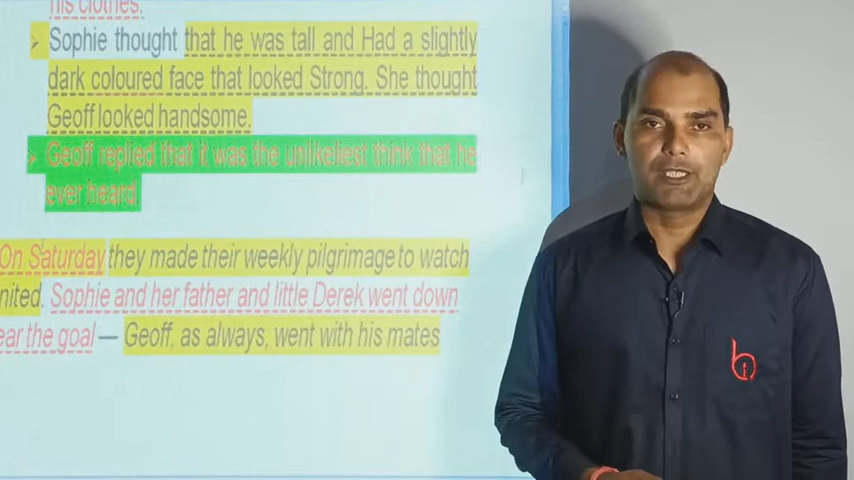 his clothes.
➢ Sophie thought that he was tall and Had a slightly
dark coloured face that looked Strong. She thought
Geoff looked handsome.
➢ Geoff replied that it was the unlikeliest think that he
ever heard.
On Saturday they made their weekly pilgrimage to watch
nited. Sophie and her father and little Derek went down
ear the goal — Geoff, as always, went with his mates